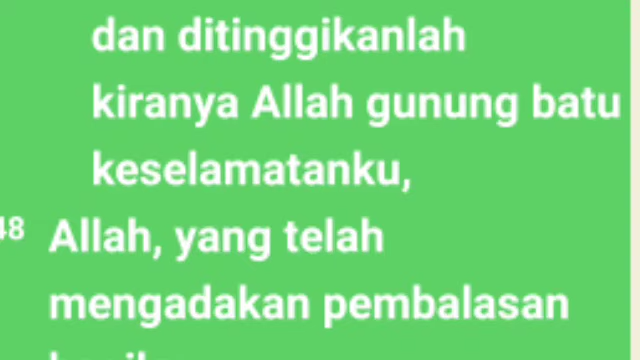 dan ditinggikanlah
kiranya Allah gunung batu
keselamatanku,
48 Allah, yang telah
mengadakan pembalasan